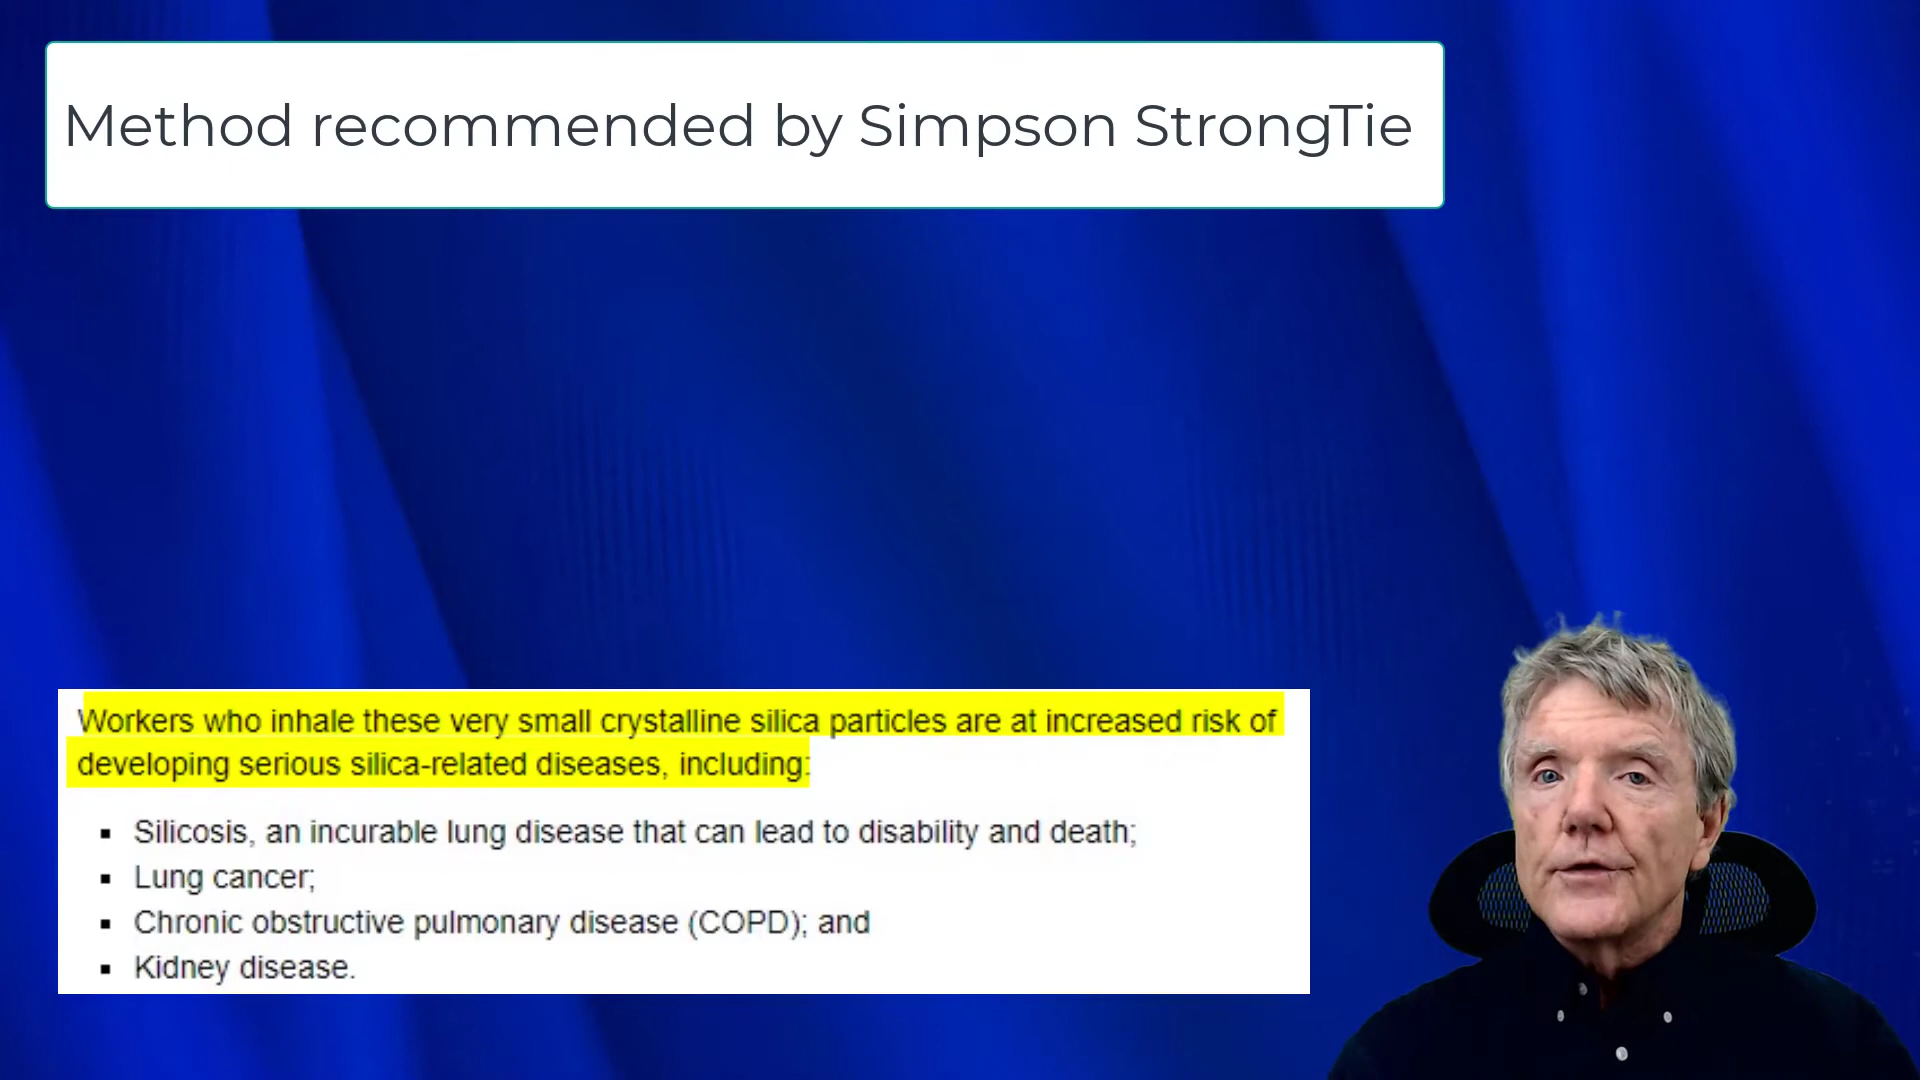 Method recommended by Simpson StrongTie
Workers who inhale these very small crystalline silica particles are at increased risk of
developing serious silica-related diseases, including:
▪ Silicosis, an incurable lung disease that can lead to disability and death;
▪ Lung cancer;
▪ Chronic obstructive pulmonary disease (COPD); and
▪ Kidney disease.